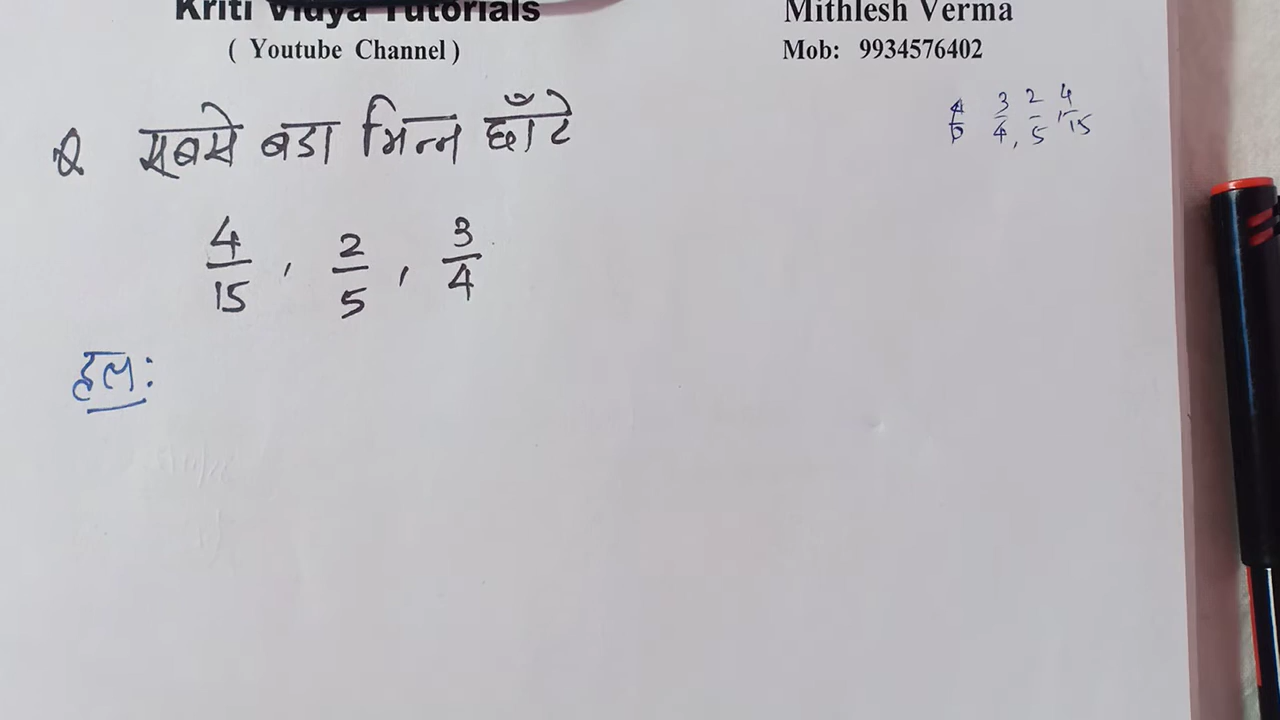 Kriti Vidya Tutorials
( Youtube Channel )
Mithlesh Verma
Mob: 9934576402
3/4, 2/5, 4/15
Q सबसे बडा भिन्न छाँटे
4/15, 2/5, 3/4
हल: